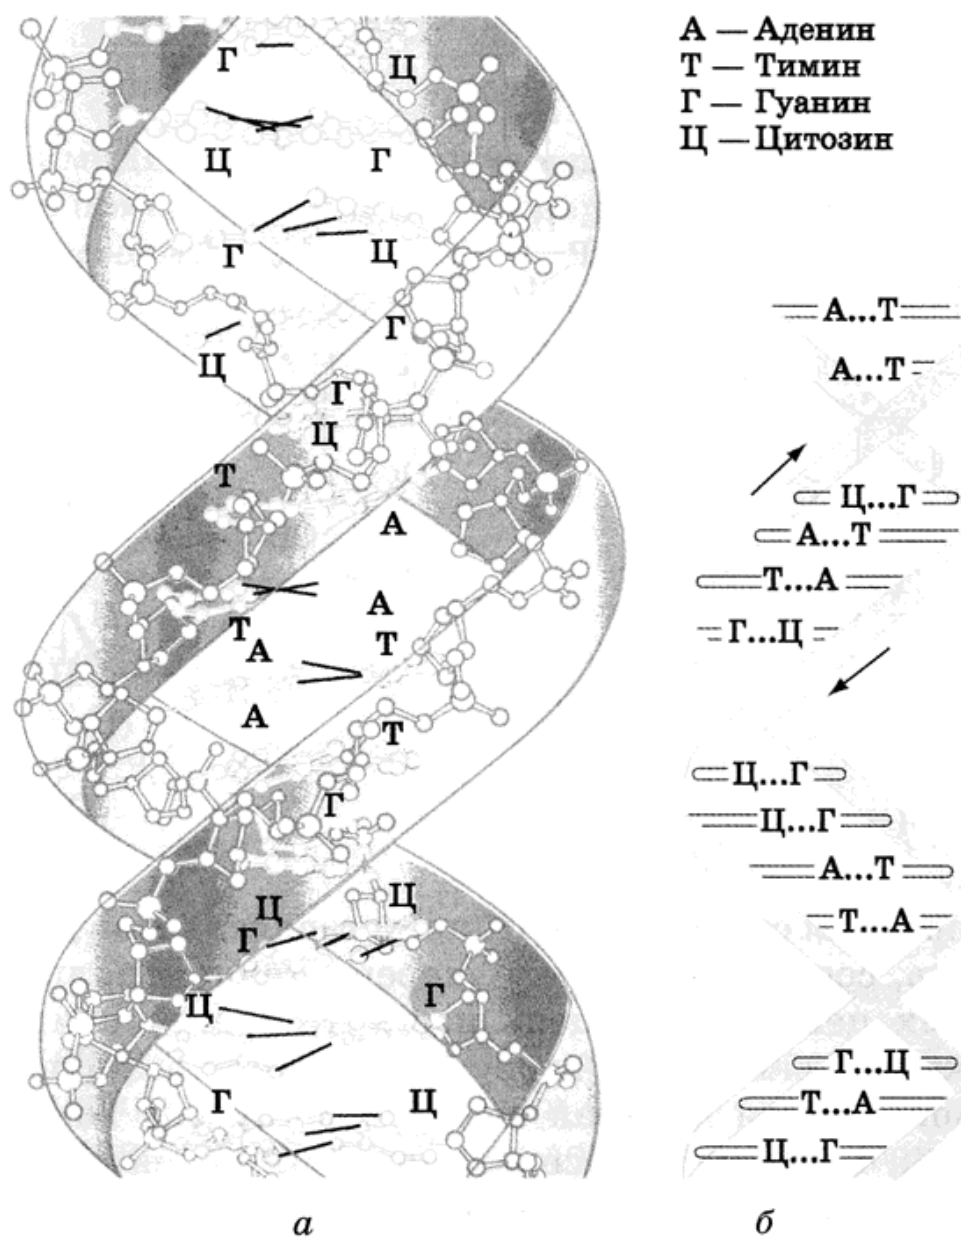 А — Аденин
Т — Тимин
Г — Гуанин
Ц — Цитозин
Г
Ц
Ц
Г
Г
Ц
Г
Ц
Г
Ц
Т
А
А
Т
А
Т
А
Т
Г
Ц
Ц
Г
Г
Ц
Г
Ц
А...Т
А...Т
Ц...Г
А...Т
Т...А
Г...Ц
Ц...Г
Ц...Г
А...Т
Т...А
Г...Ц
Т...А
Ц...Г
а
б